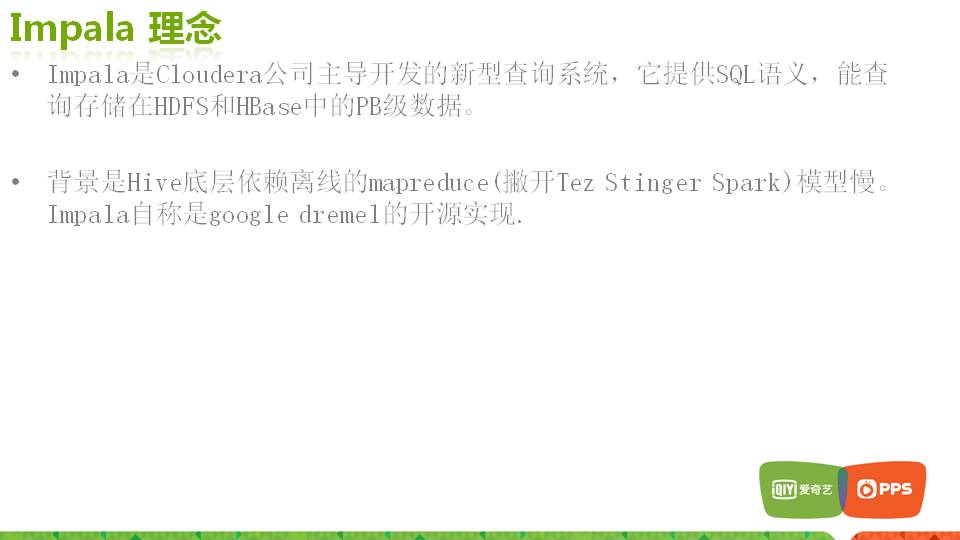 Impala 理念
• Impala是Cloudera公司主导开发的新型查询系统，它提供SQL语义，能查
询存储在HDFS和HBase中的PB级数据。
• 背景是Hive底层依赖离线的mapreduce(撇开Tez Stinger Spark)模型慢。
Impala自称是google dremel的开源实现.
iQIYI 爱奇艺 PPS